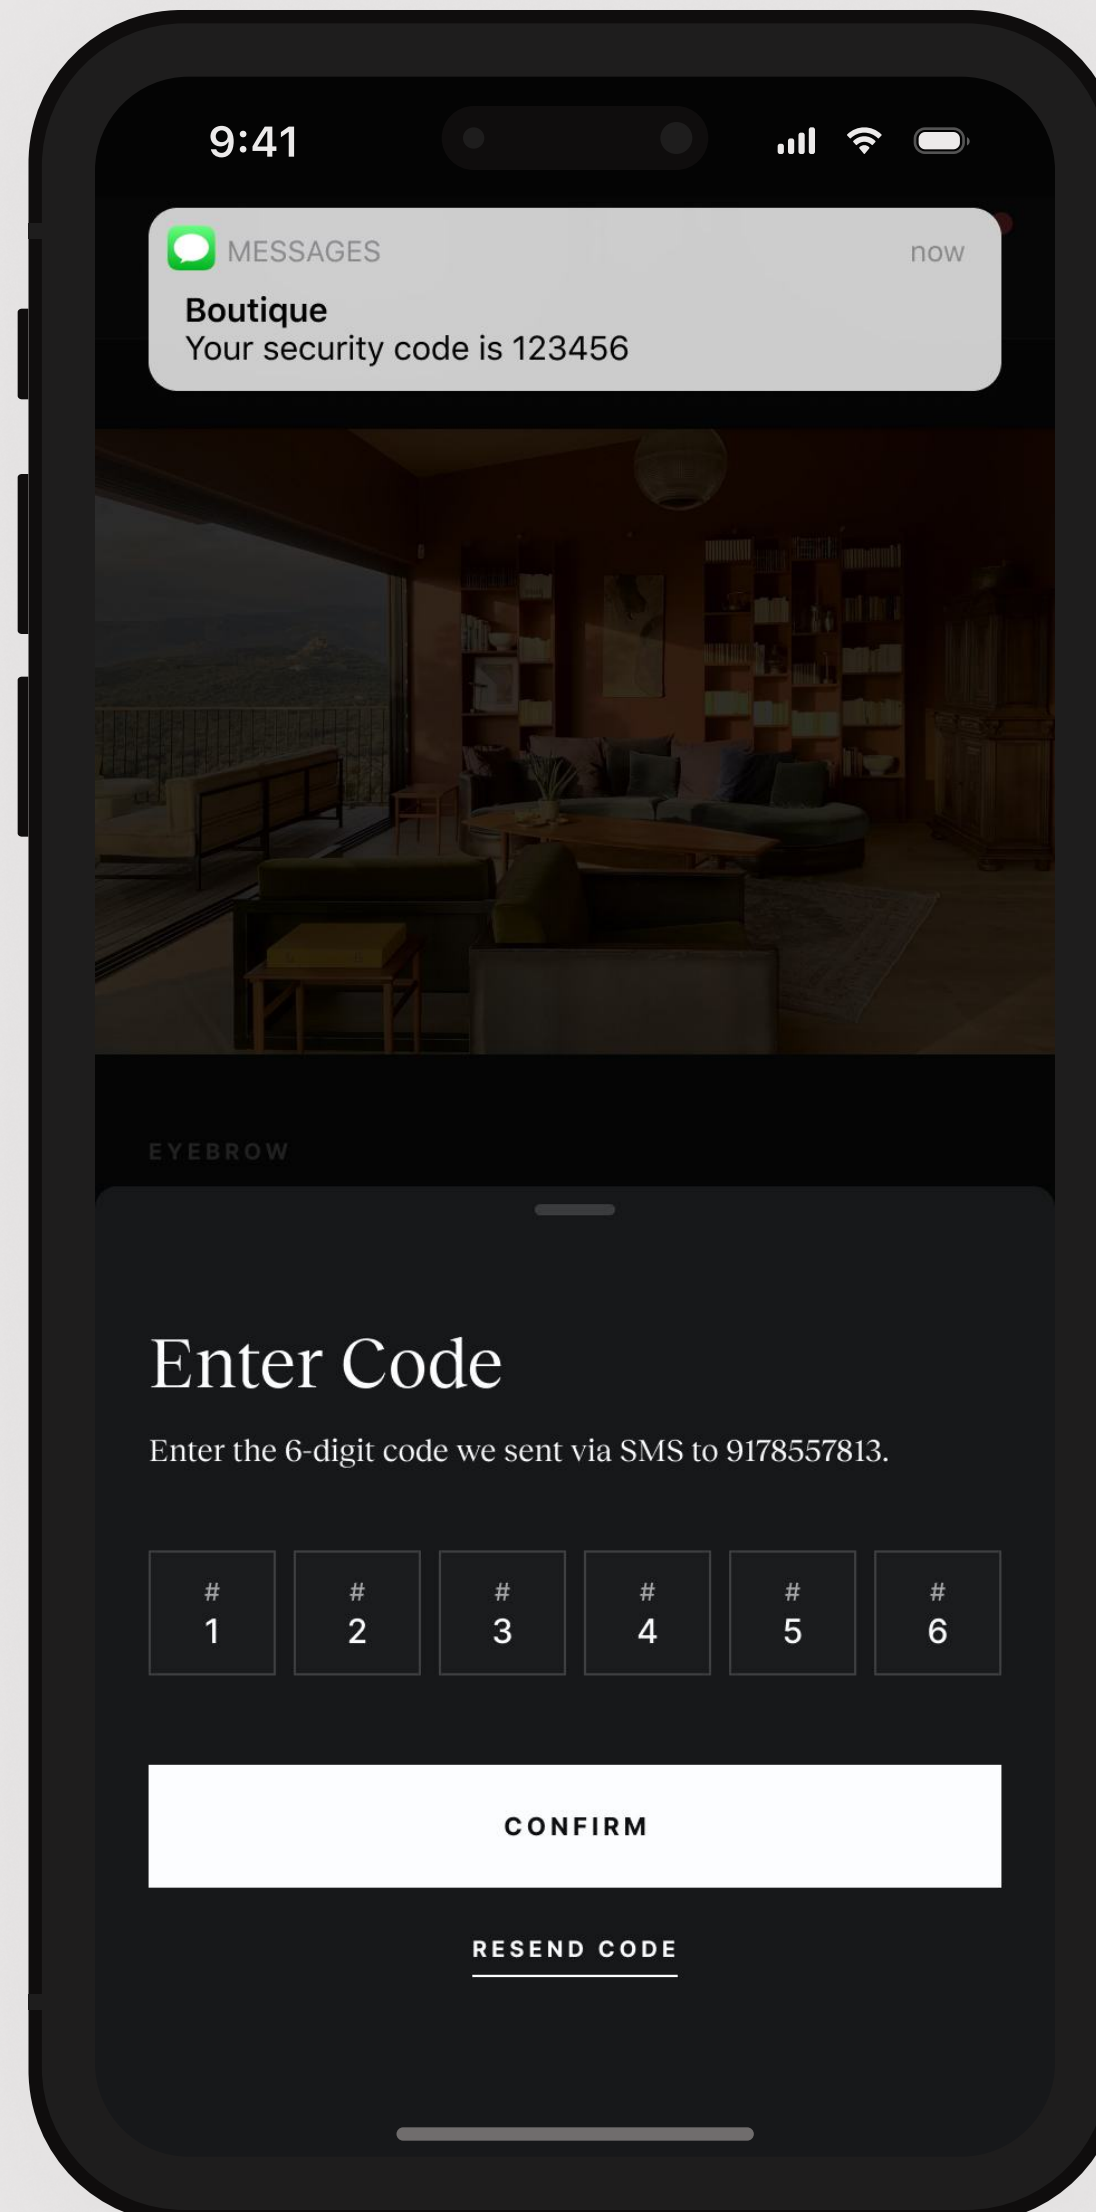 9:41
MESSAGES
now
Boutique
Your security code is 123456
EYEBROW
Enter Code
Enter the 6-digit code we sent via SMS to 9178557813.
# # # # # #
1 2 3 4 5 6
CONFIRM
RESEND CODE